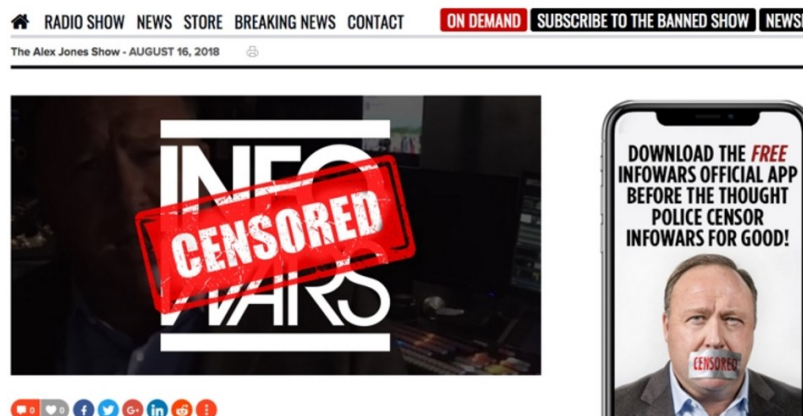 RADIO SHOW NEWS STORE BREAKING NEWS CONTACT ON DEMAND SUBSCRIBE TO THE BANNED SHOW
The Alex Jones Show - AUGUST 16, 2018
INFO
CENSORED
WARS
DOWNLOAD THE FREE
INFOWARS OFFICIAL APP
BEFORE THE THOUGHT
POLICE CENSOR
INFOWARS FOR GOOD!
CENSORED
0 0